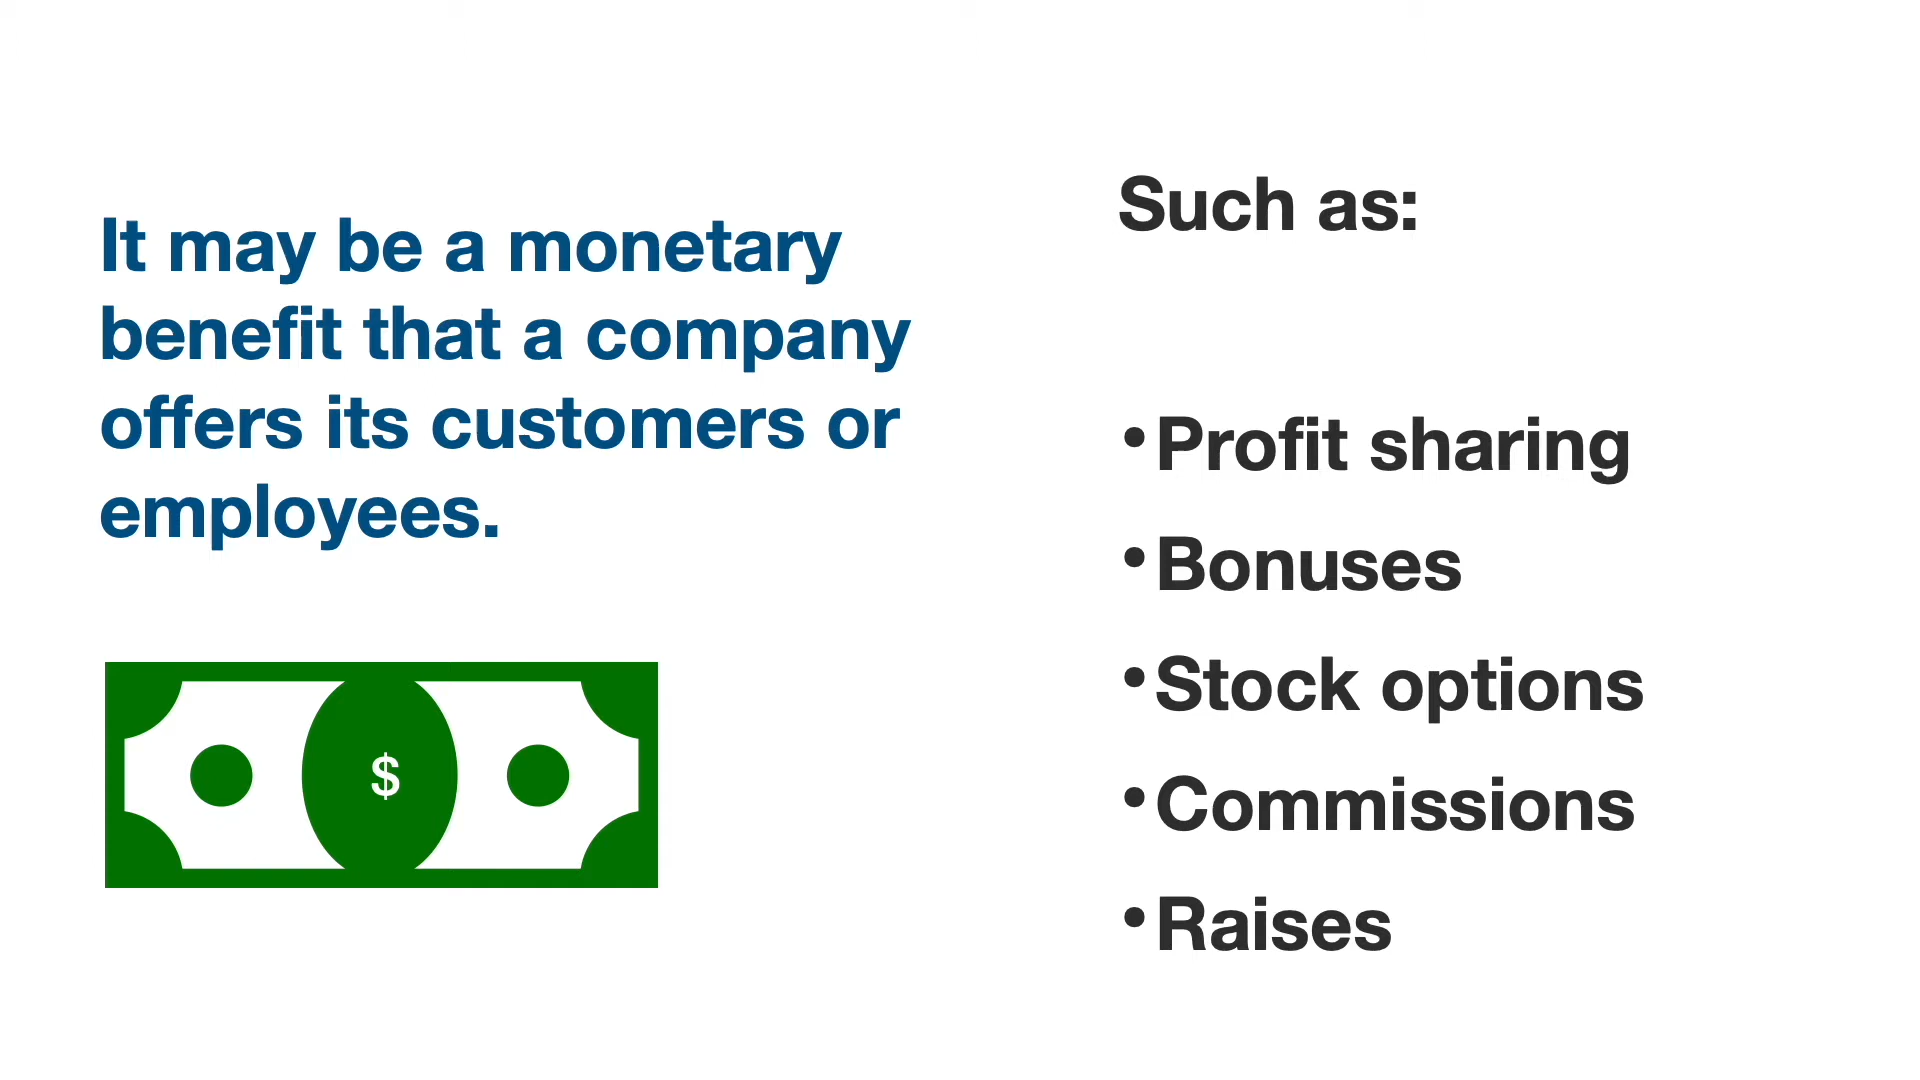 It may be a monetary
benefit that a company
offers its customers or
employees.
$
Such as:
•Profit sharing
•Bonuses
•Stock options
•Commissions
•Raises